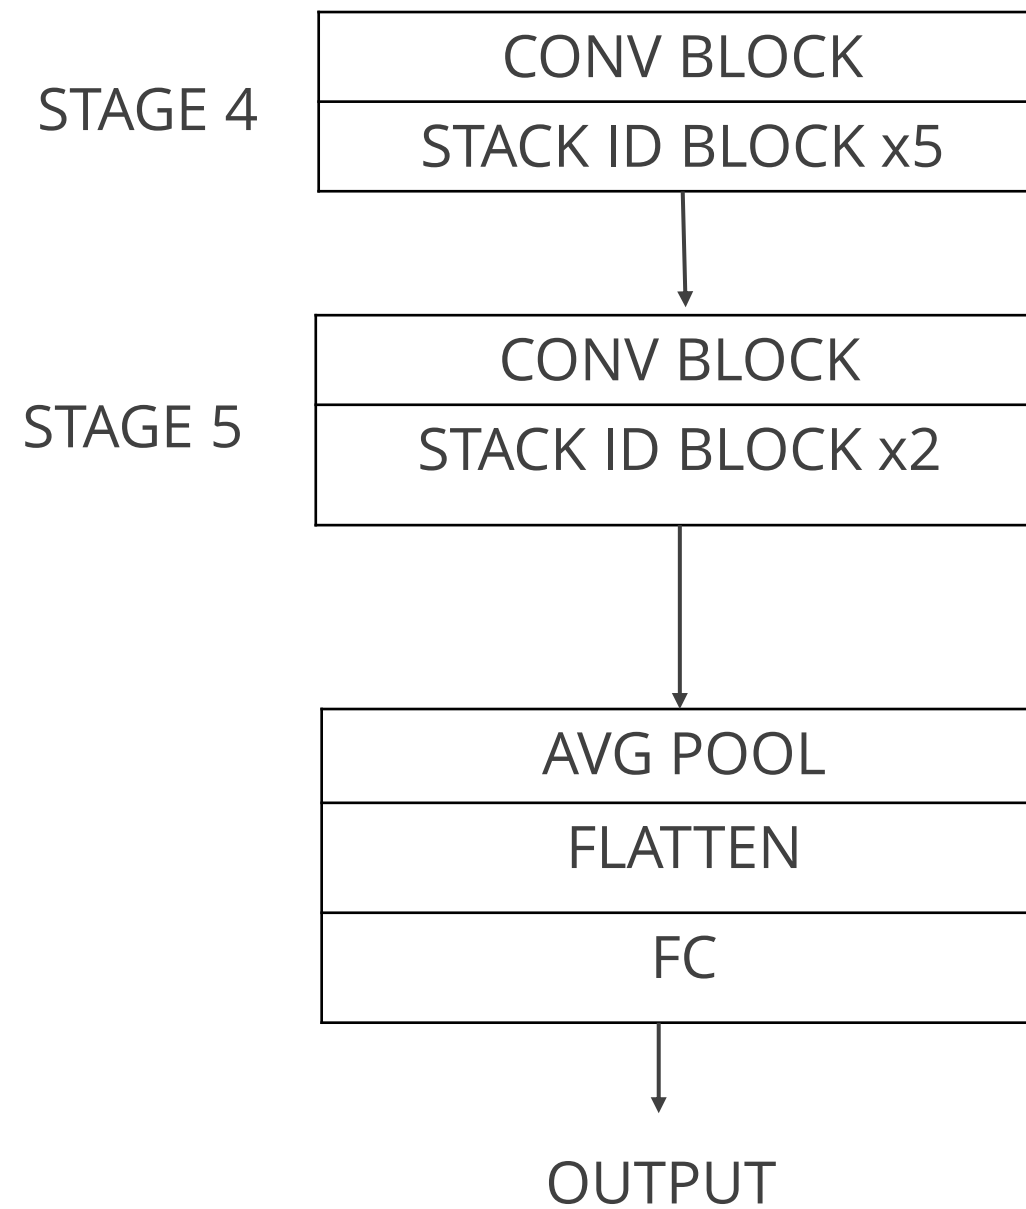 CONV BLOCK
STAGE 4
STACK ID BLOCK x5
CONV BLOCK
STAGE 5
STACK ID BLOCK x2
AVG POOL
FLATTEN
FC
OUTPUT